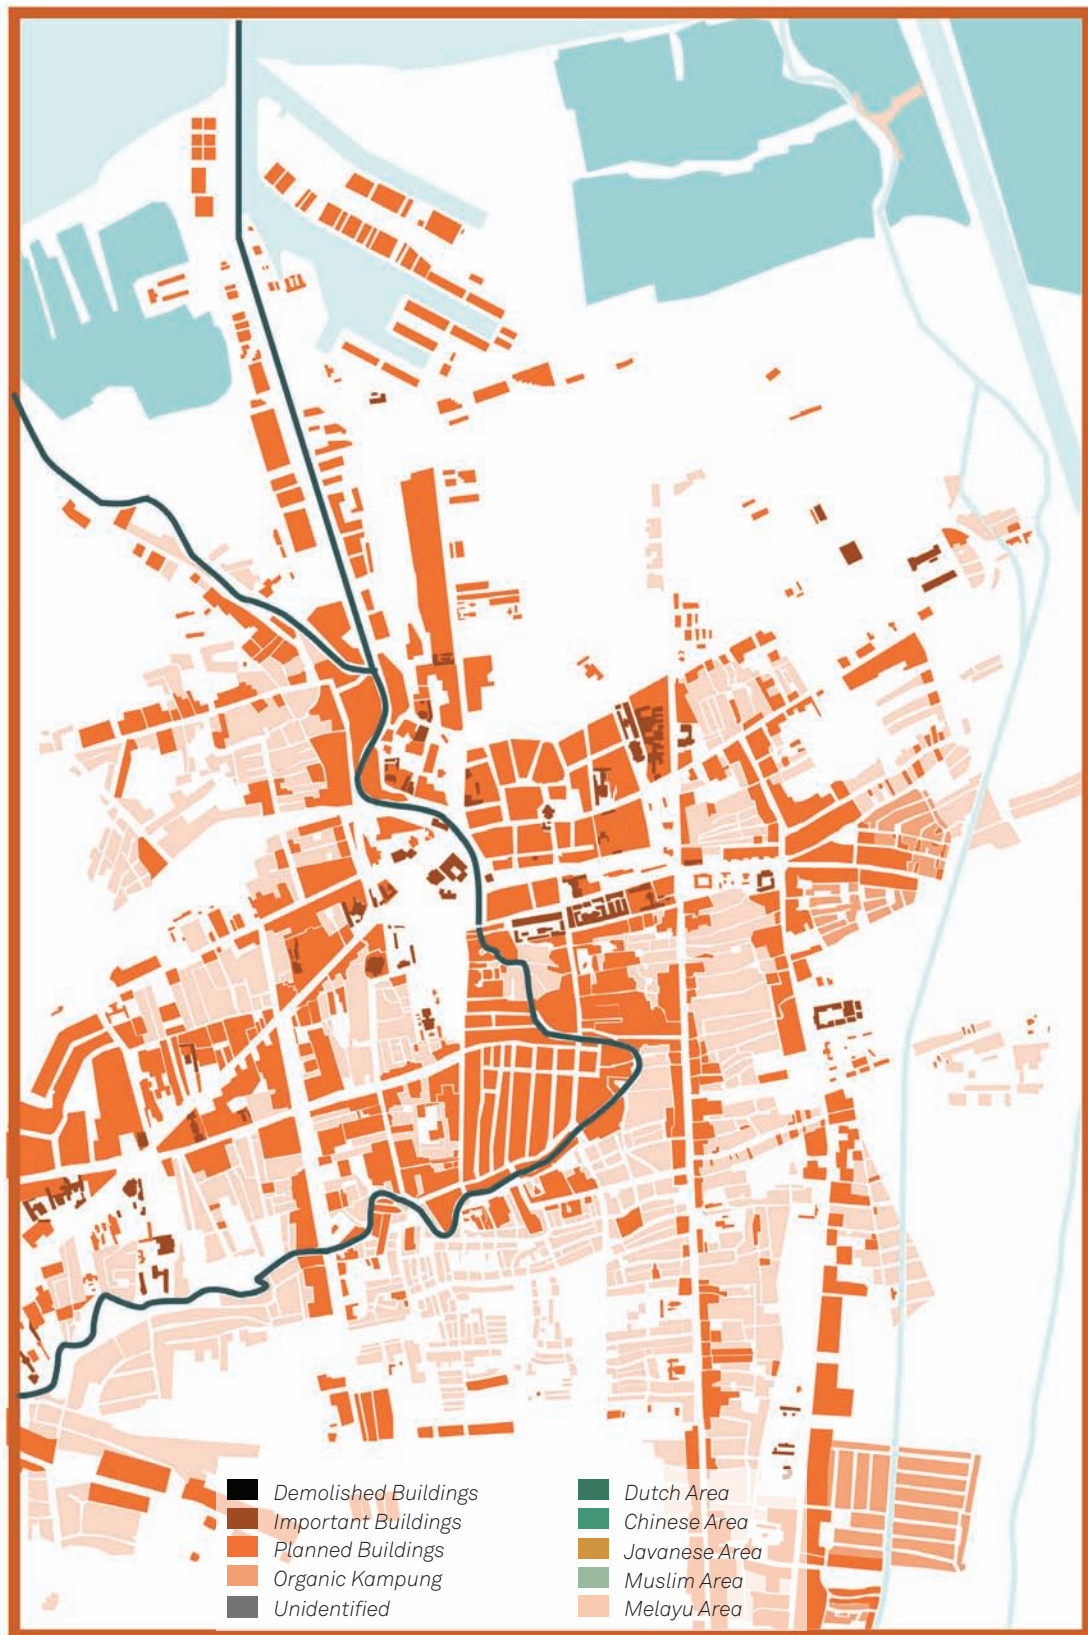 Demolished Buildings
Important Buildings
Planned Buildings
Organic Kampung
Unidentified
Dutch Area
Chinese Area
Javanese Area
Muslim Area
Melayu Area